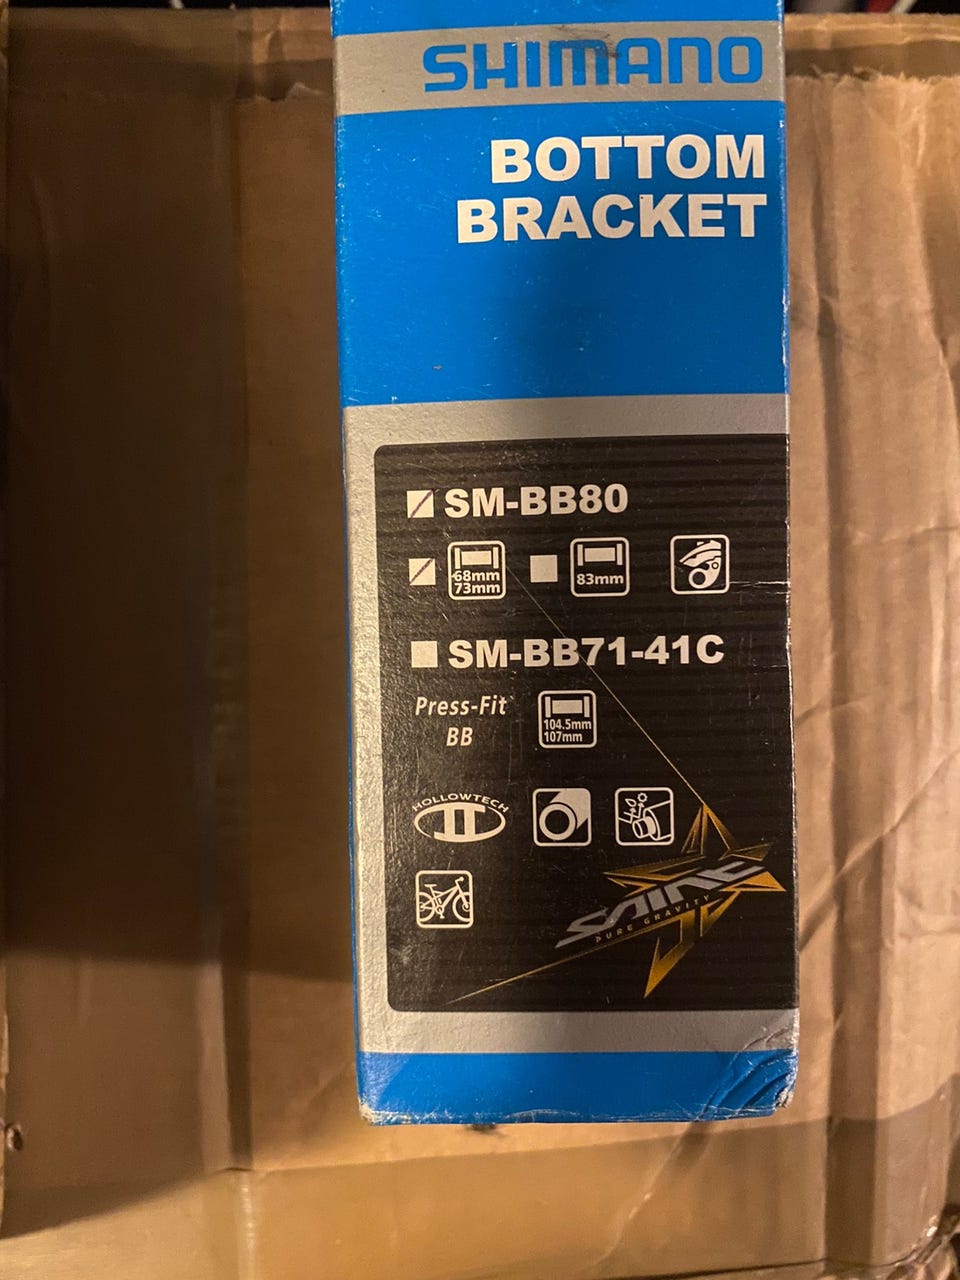 SHIMANO
BOTTOM
BRACKET
SM-BB80
68mm
73mm
83mm
SM-BB71-41C
Press-Fit
BB
104.5mm
107mm
HOLLOWTECH
II
SAINT
PURE GRAVITY